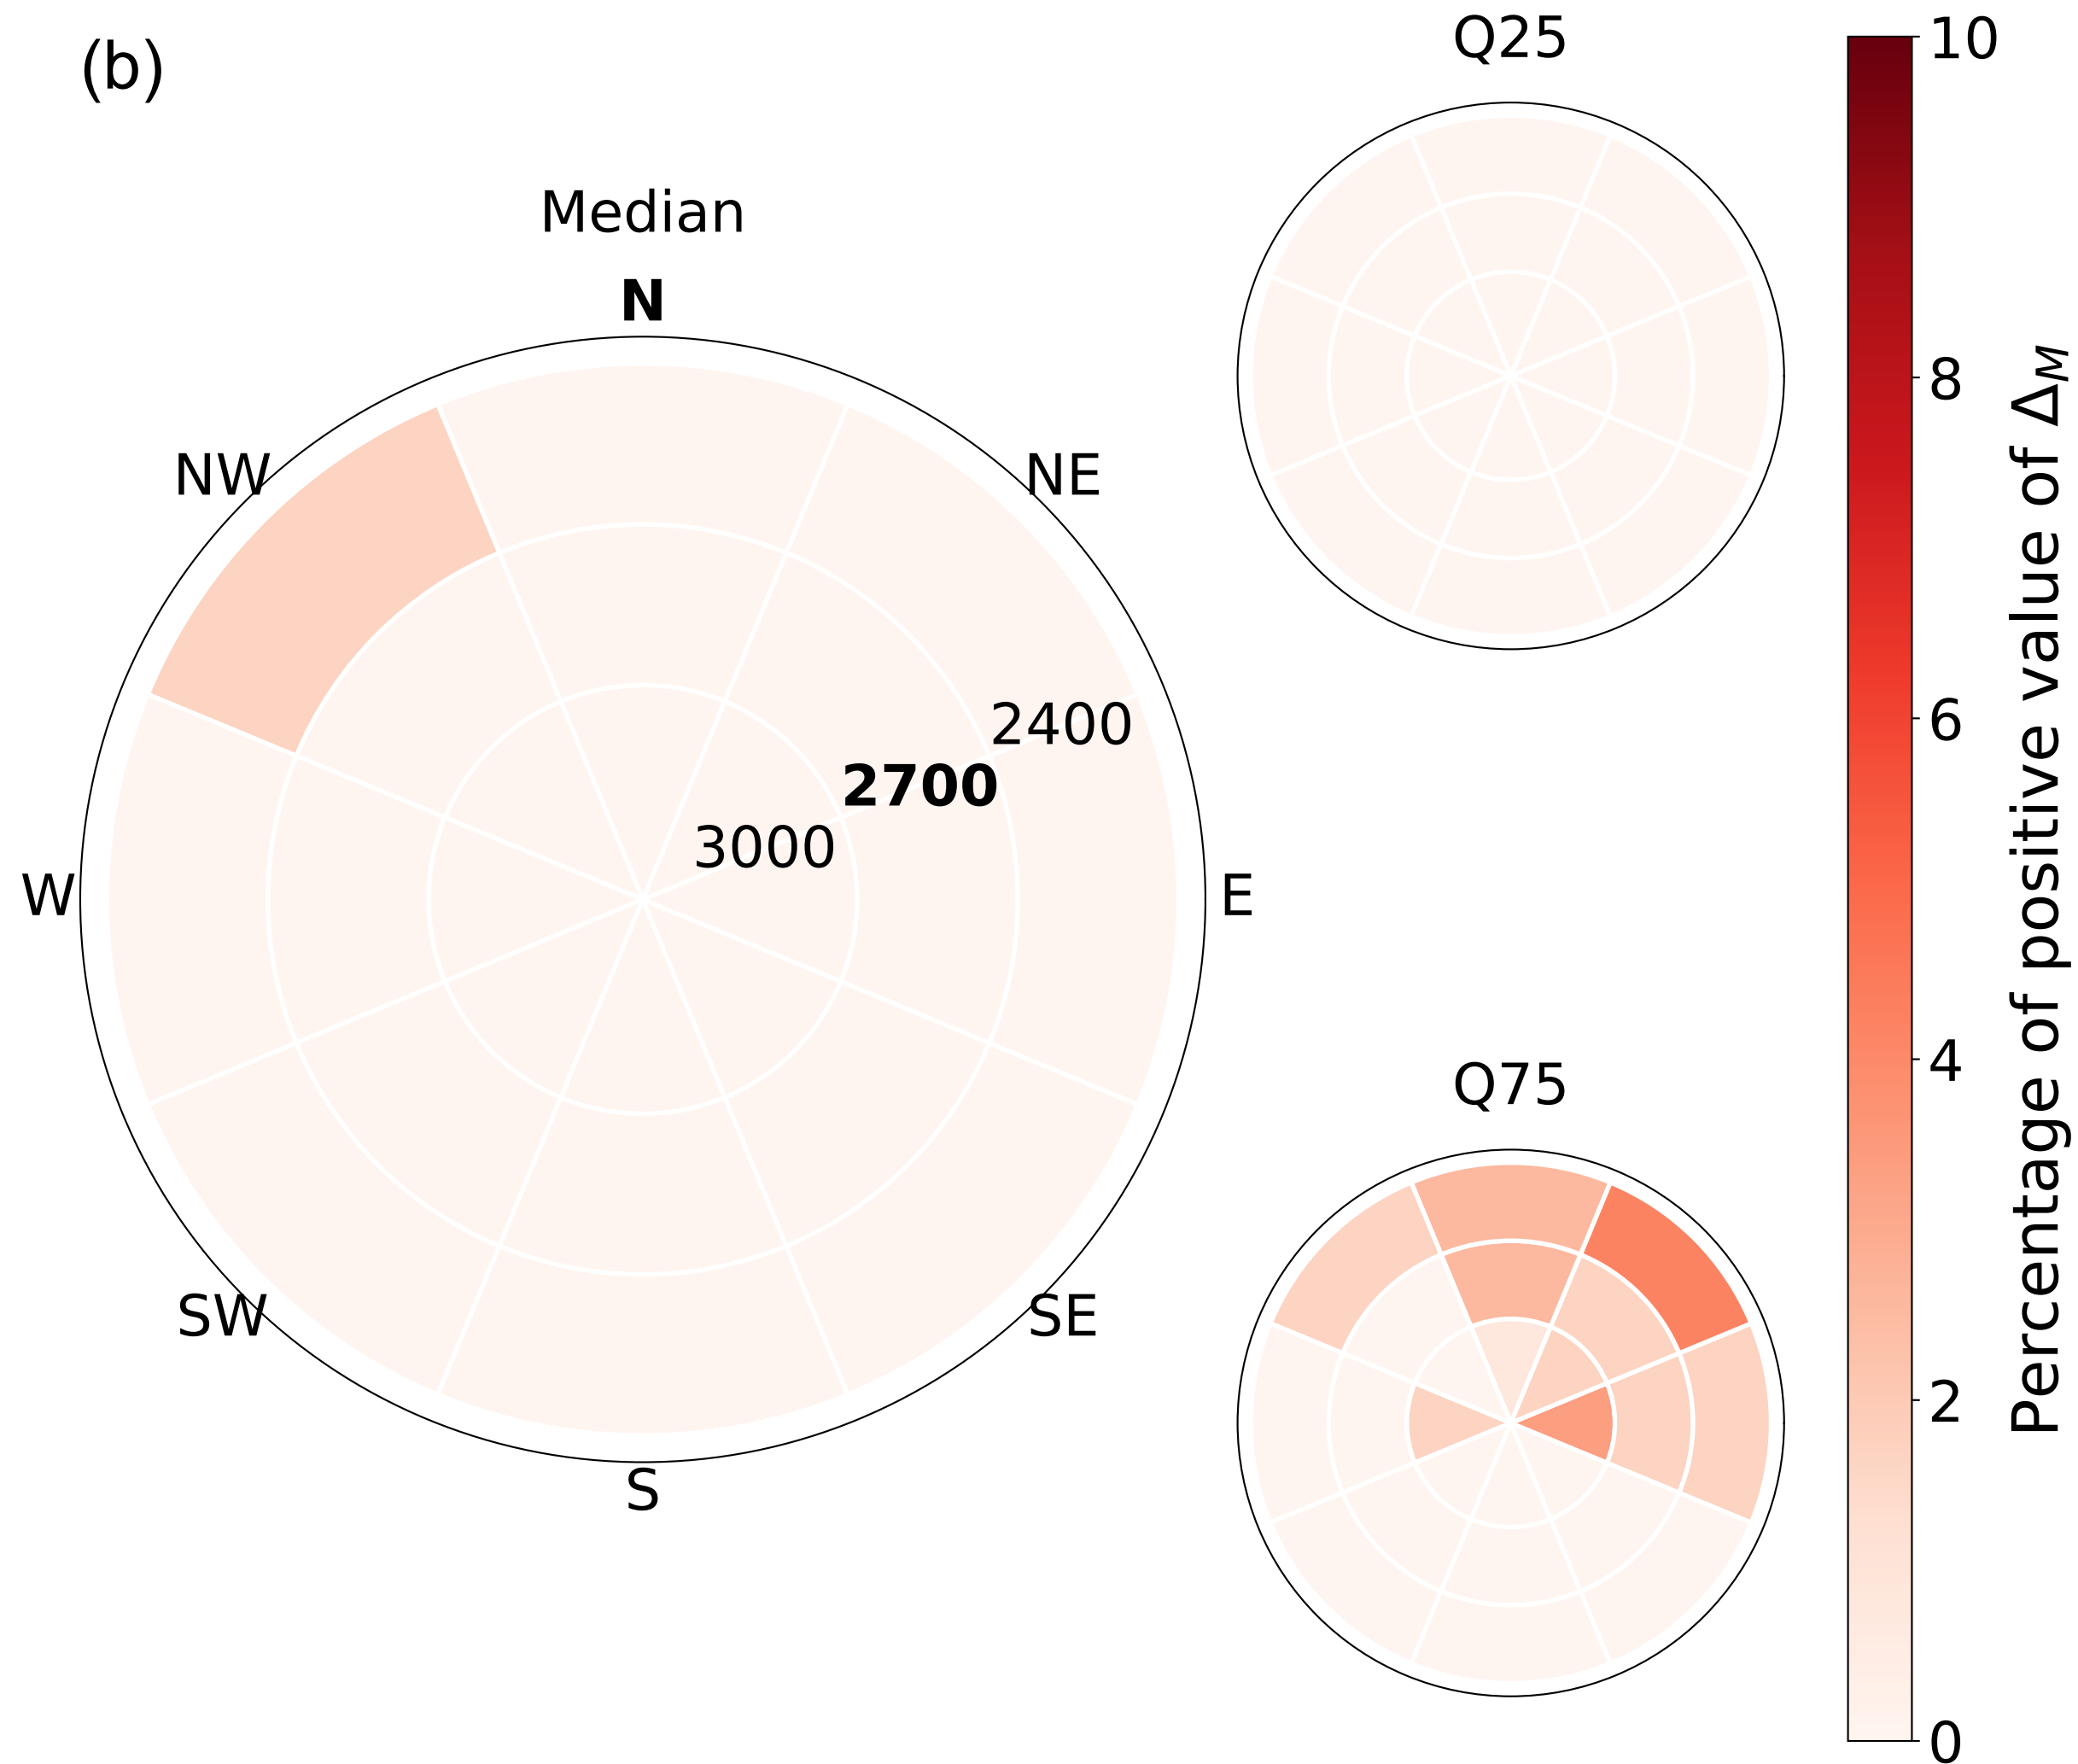 (b)
Median
N
NW
NE
2400
2700
3000
W
E
SW
SE
S
Q25
Q75
10
8
6
4
2
0
Percentage of positive value of Δ_M